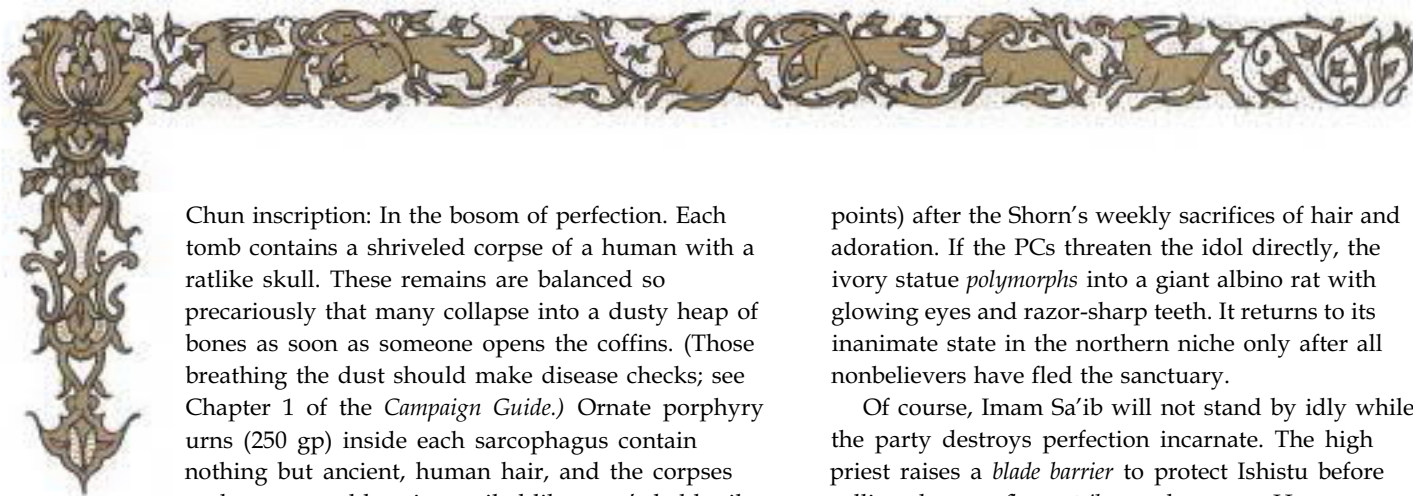 Chun inscription: In the bosom of perfection. Each
tomb contains a shriveled corpse of a human with a
ratlike skull. These remains are balanced so
precariously that many collapse into a dusty heap of
bones as soon as someone opens the coffins. (Those
breathing the dust should make disease checks; see
Chapter 1 of the Campaign Guide.) Ornate porphyry
urns (250 gp) inside each sarcophagus contain
nothing but ancient, human hair, and the corpses
points) after the Shorn’s weekly sacrifices of hair and
adoration. If the PCs threaten the idol directly, the
ivory statue polymorphs into a giant albino rat with
glowing eyes and razor-sharp teeth. It returns to its
inanimate state in the northern niche only after all
nonbelievers have fled the sanctuary.
Of course, Imam Sa’ib will not stand by idly while
the party destroys perfection incarnate. The high
priest raises a blade barrier to protect Ishistu before